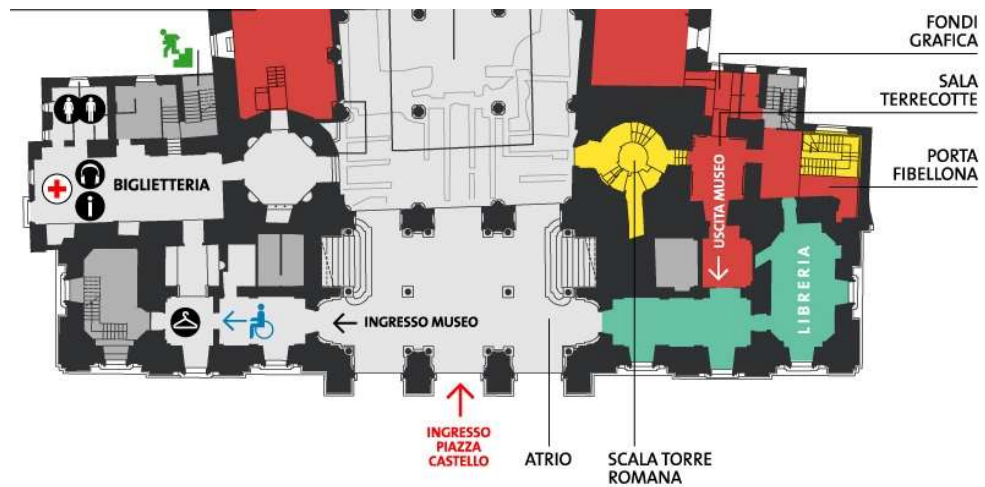 FONDI
GRAFICA
SALA
TERRECOTTE
PORTA
FIBELLONA
BIGLIETTERIA
i
USCITA MUSEO
LIBRERIA
INGRESSO MUSEO
INGRESSO
PIAZZA
CASTELLO
ATRIO
SCALA TORRE
ROMANA